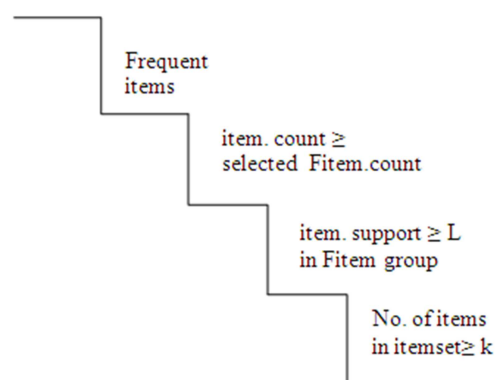 Frequent
items
item. count ≥
selected Fitem.count
item. support ≥ L
in Fitem group
No. of items
in itemset≥ k